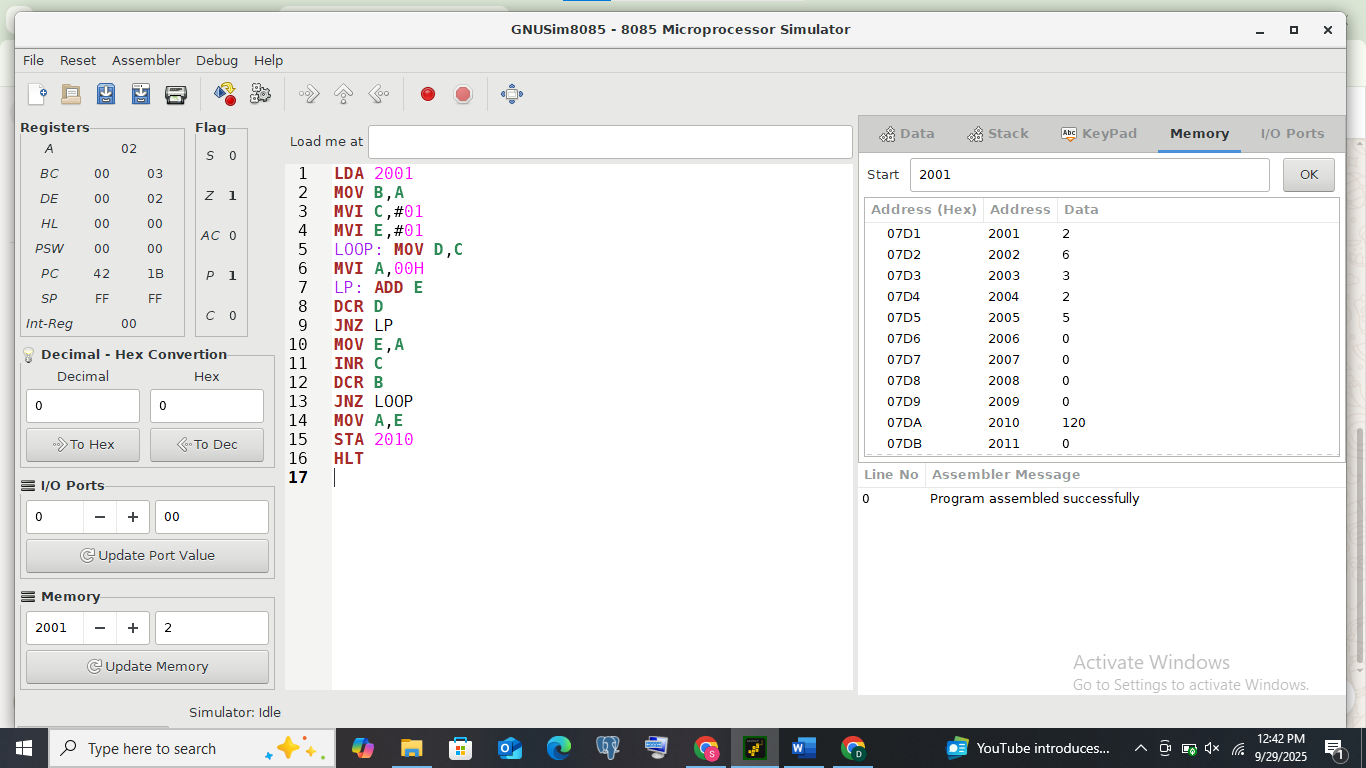 GNUSim8085 - 8085 Microprocessor Simulator
File Reset Assembler Debug Help
Registers
A 02
BC 00 03
DE 00 02
HL 00 00
PSW 00 00
PC 42 1B
SP FF FF
Int-Reg 00
Flag
S 0
Z 1
AC 0
P 1
C 0
Decimal - Hex Convertion
Decimal Hex
0 0
To Hex To Dec
I/O Ports
0 − + 00
Update Port Value
Memory
2001 − + 2
Update Memory
Load me at
1 LDA 2001
2 MOV B,A
3 MVI C,#01
4 MVI E,#01
5 LOOP: MOV D,C
6 MVI A,00H
7 LP: ADD E
8 DCR D
9 JNZ LP
10 MOV E,A
11 INR C
12 DCR B
13 JNZ LOOP
14 MOV A,E
15 STA 2010
16 HLT
17
Data Stack Abc KeyPad Memory I/O Ports
Start 2001 OK
Address (Hex) Address Data
07D1 2001 2
07D2 2002 6
07D3 2003 3
07D4 2004 2
07D5 2005 5
07D6 2006 0
07D7 2007 0
07D8 2008 0
07D9 2009 0
07DA 2010 120
07DB 2011 0
Line No Assembler Message
0 Program assembled successfully
Activate Windows
Go to Settings to activate Windows.
Simulator: Idle
Type here to search
S
W
D
YouTube introduces...
12:42 PM
9/29/2025
1